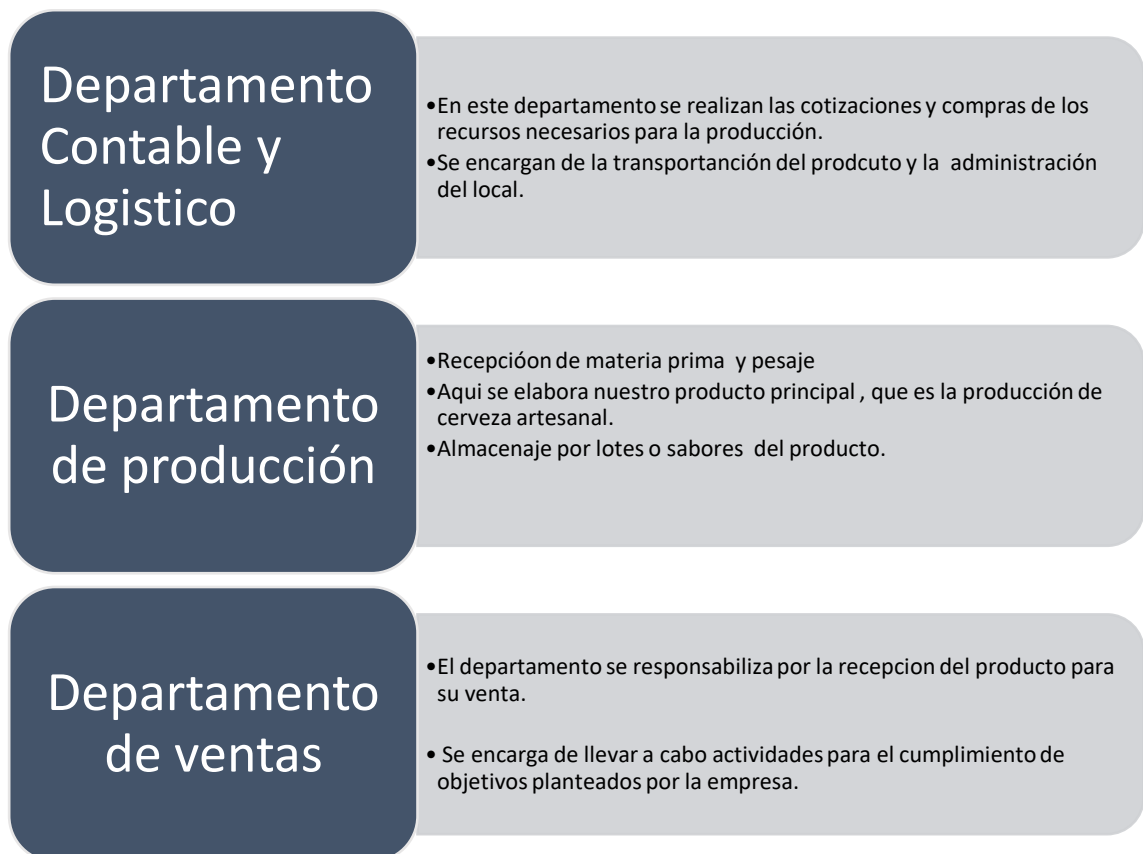 Departamento
Contable y
Logistico
•En este departamento se realizan las cotizaciones y compras de los
recursos necesarios para la producción.
•Se encargan de la transportanción del prodcuto y la administración
del local.
Departamento
de producción
•Recepcióon de materia prima y pesaje
•Aqui se elabora nuestro producto principal , que es la producción de
cerveza artesanal.
•Almacenaje por lotes o sabores del producto.
Departamento
de ventas
•El departamento se responsabiliza por la recepcion del producto para
su venta.
• Se encarga de llevar a cabo actividades para el cumplimiento de
objetivos planteados por la empresa.